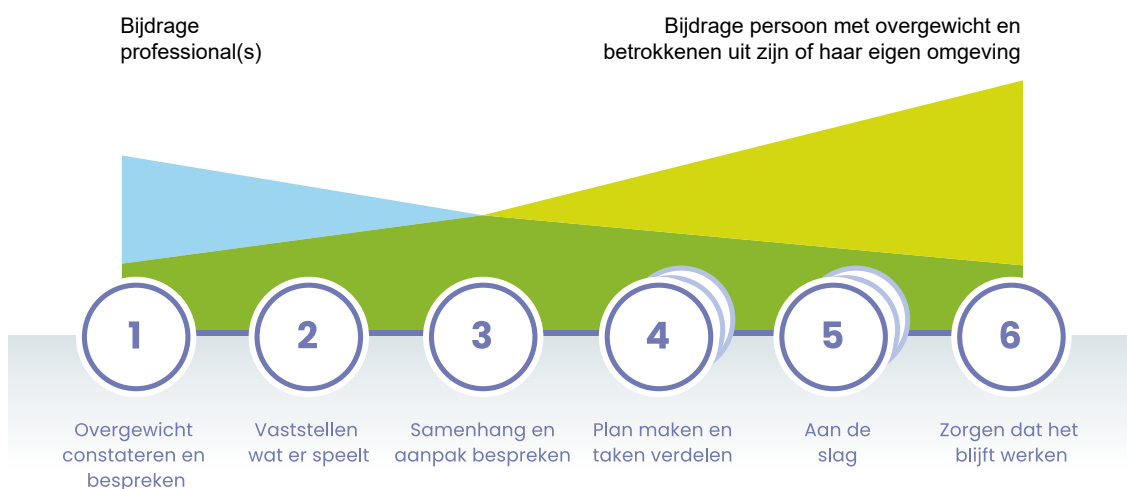 Bijdrage
professional(s)
Bijdrage persoon met overgewicht en
betrokkenen uit zijn of haar eigen omgeving
1
2
3
4
5
6
Overgewicht
constateren en
bespreken
Vaststellen
wat er speelt
Samenhang en
aanpak bespreken
Plan maken en
taken verdelen
Aan de
slag
Zorgen dat het
blijft werken